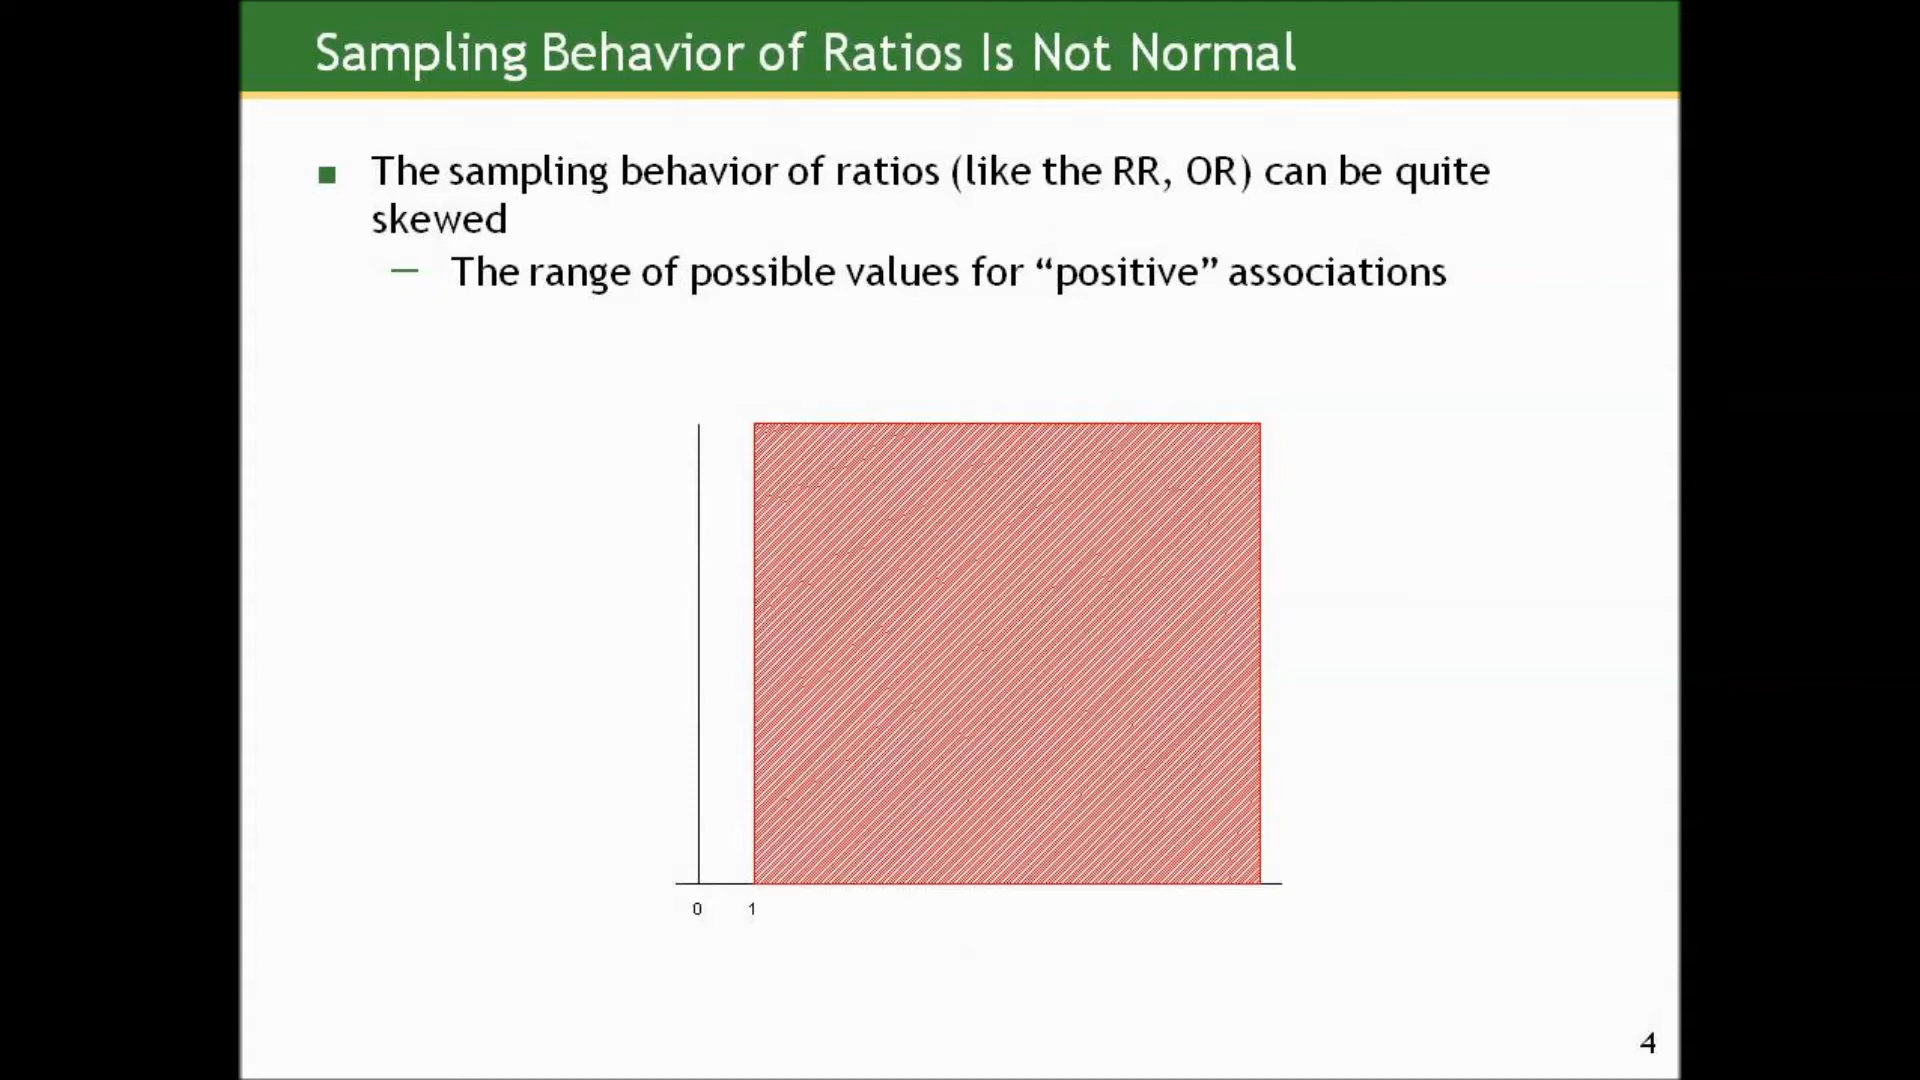 Sampling Behavior of Ratios Is Not Normal
The sampling behavior of ratios (like the RR, OR) can be quite
skewed
— The range of possible values for “positive” associations
0 1
4